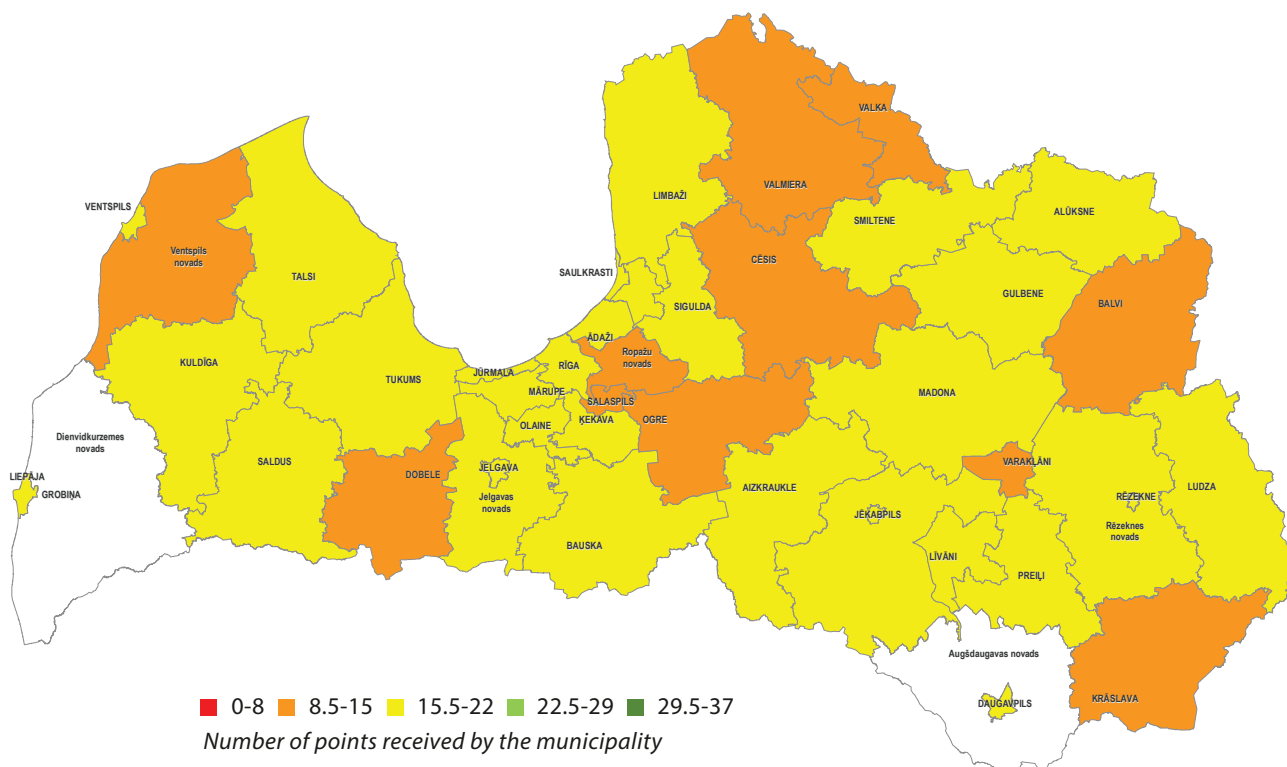 VALKA
VALMIERA
LIMBAŽI
SMILTENE
ALŪKSNE
VENTSPILS
Ventspils
novads
TALSI
SAULKRASTI
CĒSIS
SIGULDA
GULBENE
BALVI
ĀDAŽI
Ropažu
novads
KULDĪGA
TUKUMS
JŪRMALA
RĪGA
MĀRUPE
SALASPILS
OGRE
MADONA
OLAINE
ĶEKAVA
Dienvidkurzemes
novads
SALDUS
DOBELE
JELGAVA
Jelgavas
novads
AIZKRAUKLE
VARAKĻĀNI
LIEPĀJA
GROBIŅA
RĒZEKNE
LUDZA
JĒKABPILS
Rēzeknes
novads
BAUSKA
LĪVĀNI
PREIĻI
Augšdaugavas novads
DAUGAVPILS
KRĀSLAVA
0-8 8.5-15 15.5-22 22.5-29 29.5-37
Number of points received by the municipality